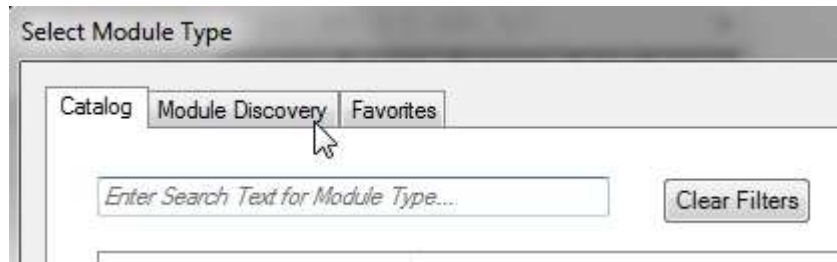 Select Module Type
Catalog Module Discovery Favorites
Enter Search Text for Module Type...
Clear Filters